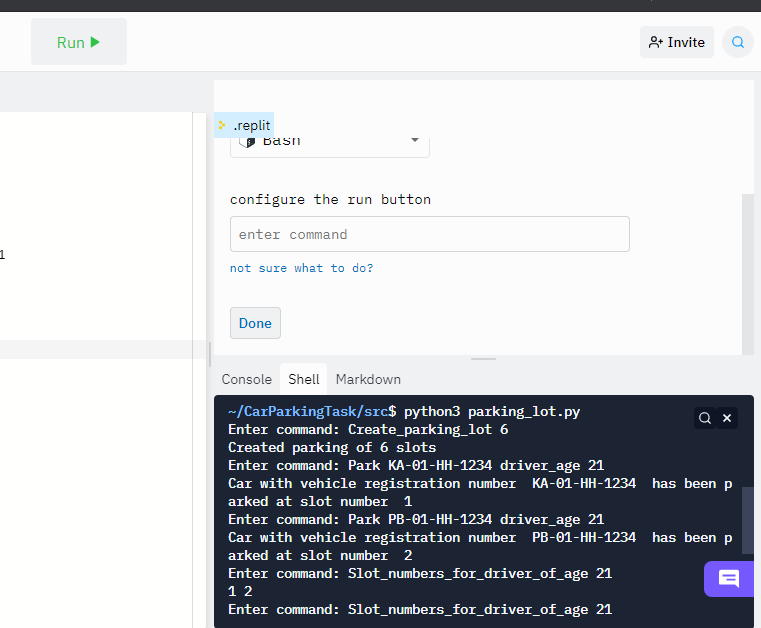 Run
Invite
.replit
Bash
configure the run button
enter command
1
not sure what to do?
Done
Console Shell Markdown
~/CarParkingTask/src$ python3 parking_lot.py
Enter command: Create_parking_lot 6
Created parking of 6 slots
Enter command: Park KA-01-HH-1234 driver_age 21
Car with vehicle registration number  KA-01-HH-1234  has been p
arked at slot number  1
Enter command: Park PB-01-HH-1234 driver_age 21
Car with vehicle registration number  PB-01-HH-1234  has been p
arked at slot number  2
Enter command: Slot_numbers_for_driver_of_age 21
1 2
Enter command: Slot_numbers_for_driver_of_age 21